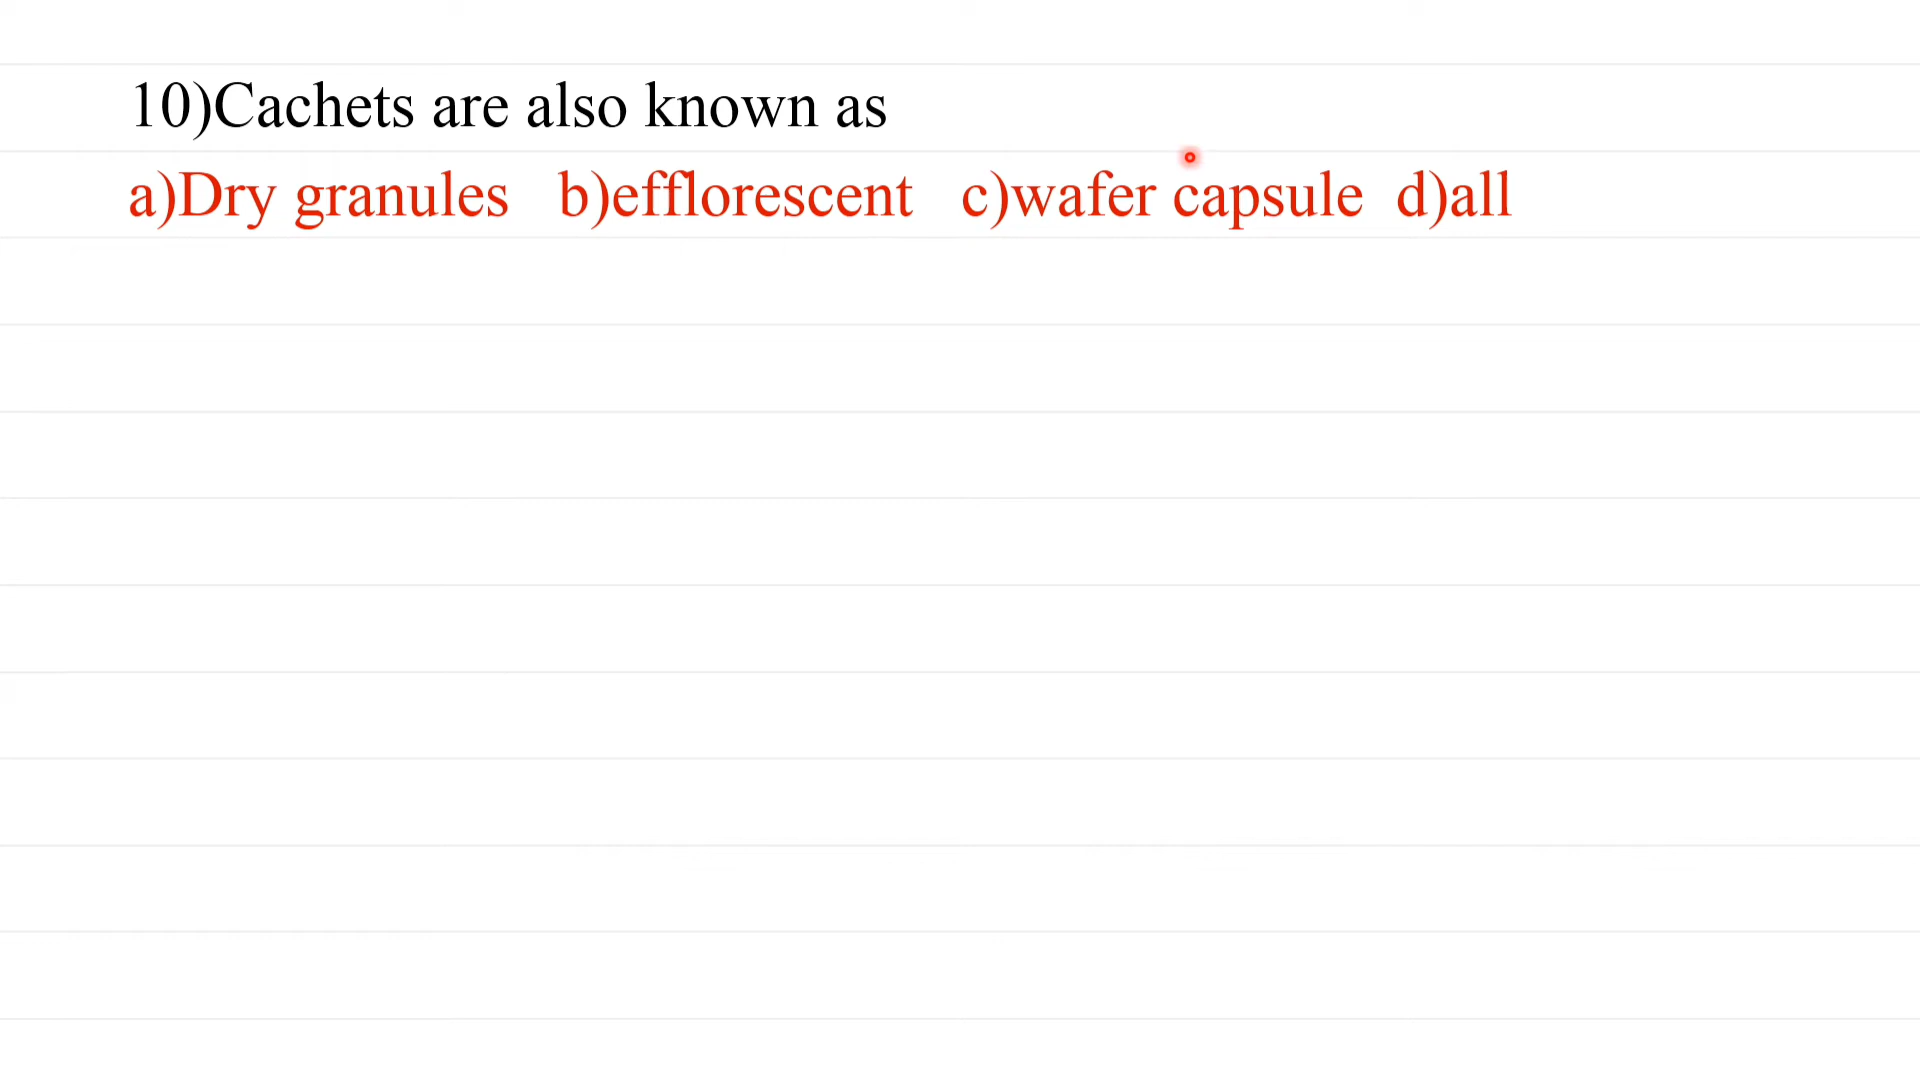 10)Cachets are also known as
a)Dry granules b)efflorescent c)wafer capsule d)all